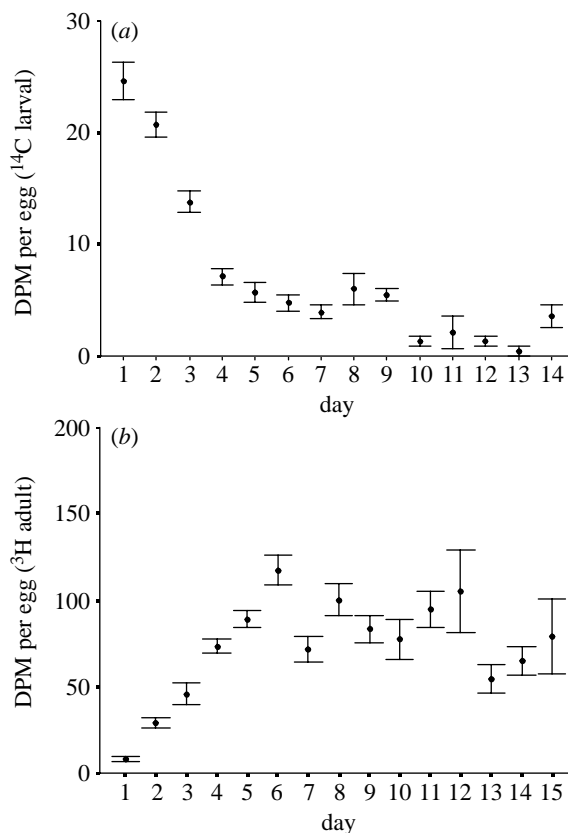 (a)
30
20
10
0
DPM per egg (¹⁴C larval)
1 2 3 4 5 6 7 8 9 10 11 12 13 14
day
(b)
200
150
100
50
0
DPM per egg (³H adult)
1 2 3 4 5 6 7 8 9 10 11 12 13 14 15
day